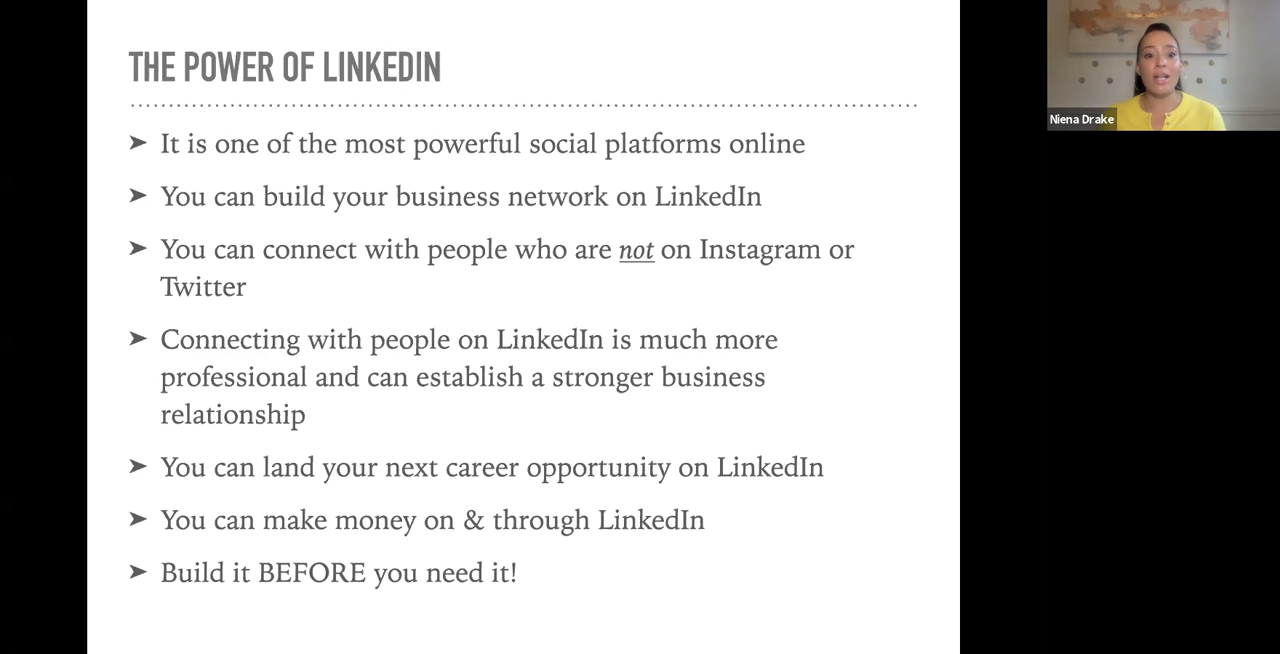 THE POWER OF LINKEDIN
➤ It is one of the most powerful social platforms online
➤ You can build your business network on LinkedIn
➤ You can connect with people who are not on Instagram or
Twitter
➤ Connecting with people on LinkedIn is much more
professional and can establish a stronger business
relationship
➤ You can land your next career opportunity on LinkedIn
➤ You can make money on & through LinkedIn
➤ Build it BEFORE you need it!
Niena Drake